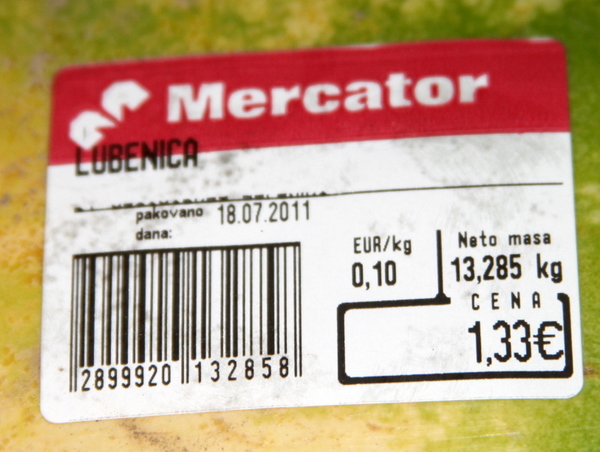 Mercator
LUBENICA
pakovano 18.07.2011
dana:
EUR/kg Neto masa
0,10 13,285 kg
CENA
1,33€
2899920 132858